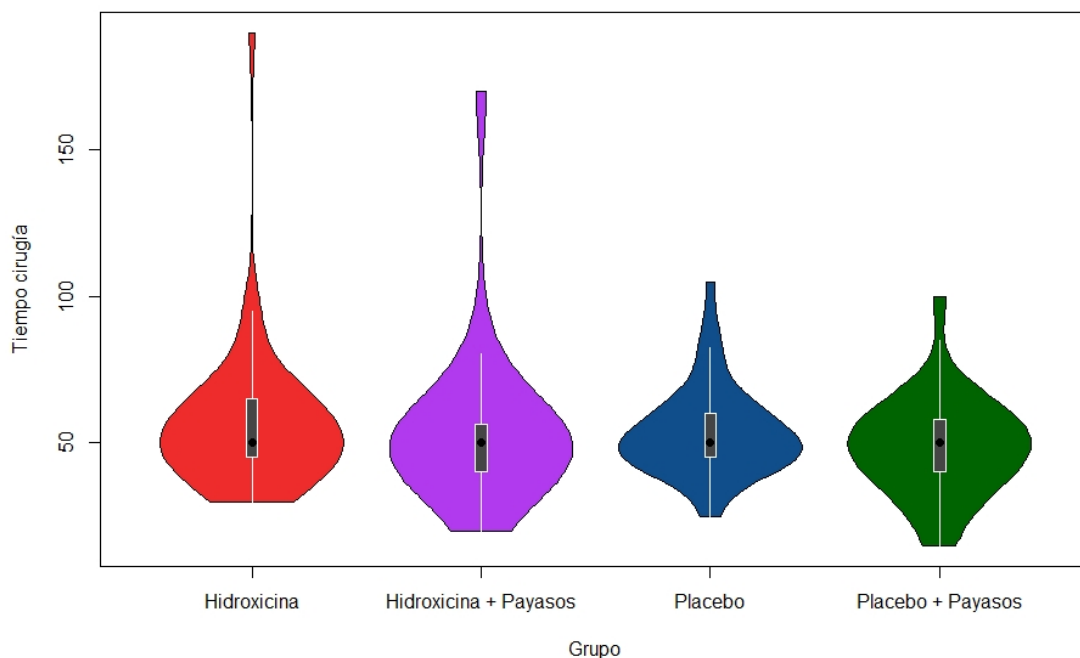 150
100
50
Tiempo cirugía
Hidroxicina
Hidroxicina + Payasos
Placebo
Placebo + Payasos
Grupo